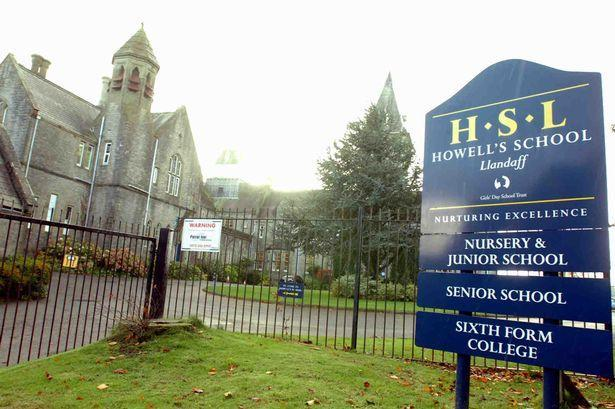 H·S·L
HOWELL'S SCHOOL
Llandaff
Girls' Day School Trust
NURTURING EXCELLENCE
NURSERY &
JUNIOR SCHOOL
SENIOR SCHOOL
SIXTH FORM
COLLEGE
WARNING